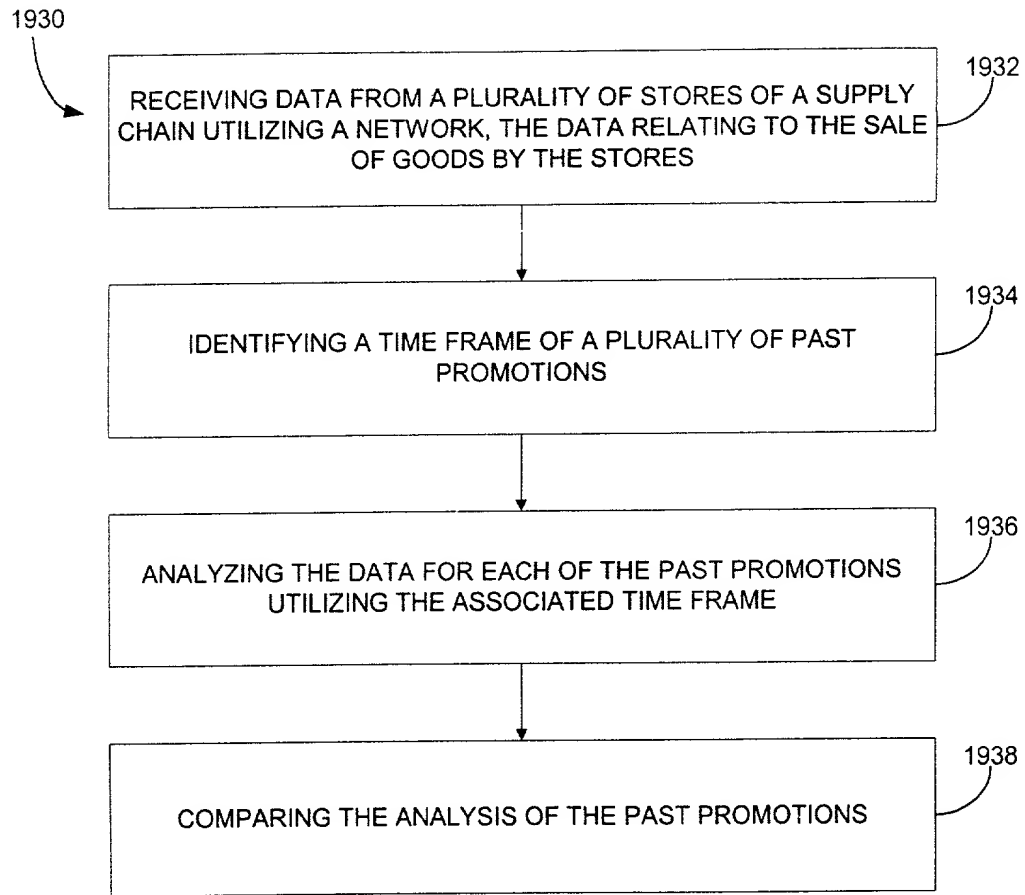 1930
1932
RECEIVING DATA FROM A PLURALITY OF STORES OF A SUPPLY
CHAIN UTILIZING A NETWORK, THE DATA RELATING TO THE SALE
OF GOODS BY THE STORES
1934
IDENTIFYING A TIME FRAME OF A PLURALITY OF PAST
PROMOTIONS
1936
ANALYZING THE DATA FOR EACH OF THE PAST PROMOTIONS
UTILIZING THE ASSOCIATED TIME FRAME
1938
COMPARING THE ANALYSIS OF THE PAST PROMOTIONS